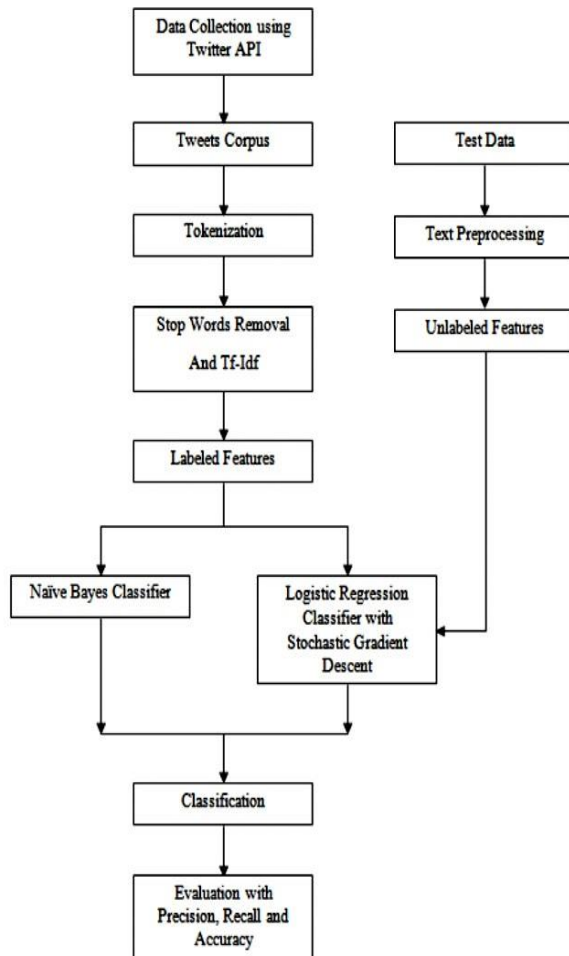 Data Collection using
Twitter API
Tweets Corpus
Tokenization
Stop Words Removal
And Tf-Idf
Labeled Features
Test Data
Text Preprocessing
Unlabeled Features
Naïve Bayes Classifier
Logistic Regression
Classifier with
Stochastic Gradient
Descent
Classification
Evaluation with
Precision, Recall and
Accuracy